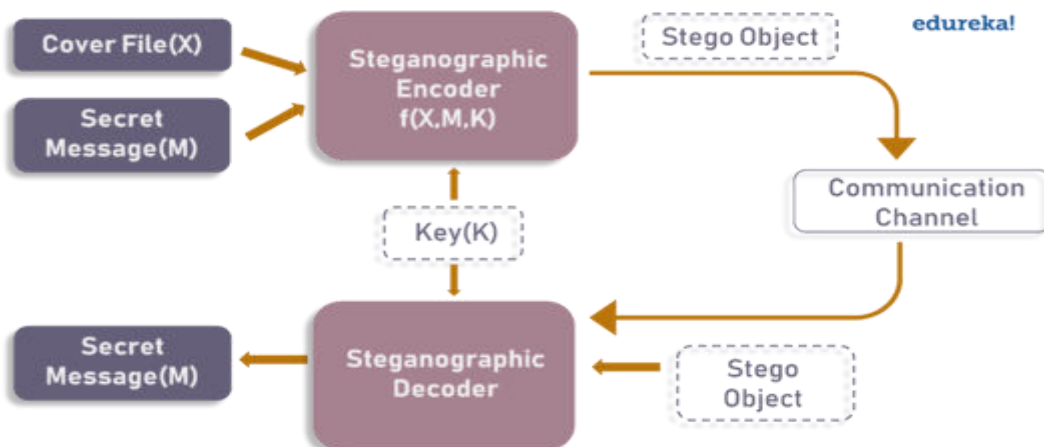 edureka!
Cover File(X)
Secret
Message(M)
Steganographic
Encoder
f(X,M,K)
Stego Object
Communication
Channel
Key(K)
Secret
Message(M)
Steganographic
Decoder
Stego
Object